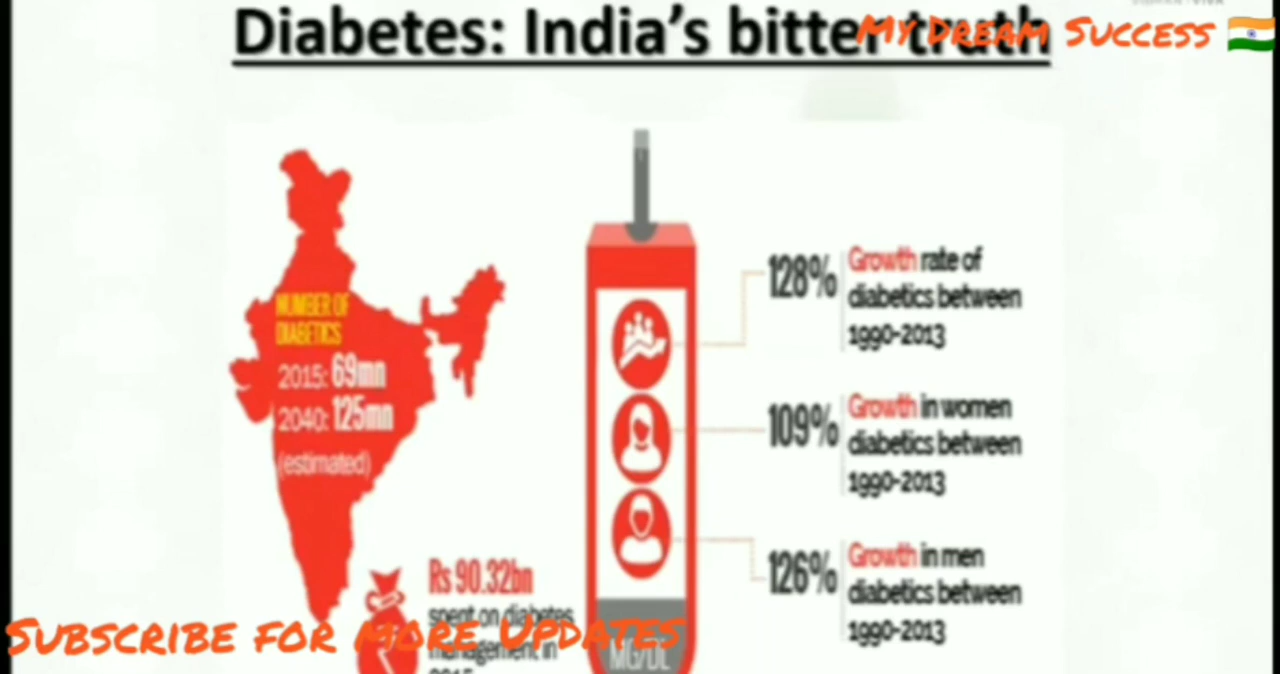 Diabetes: India's bitter truth
My Dream Success
NUMBER OF
DIABETICS
2015: 69mn
2040: 125mn
(estimated)
Rs 90.32bn
spent on diabetes
management in
2015
128%
Growth rate of
diabetics between
1990-2013
109%
Growth in women
diabetics between
1990-2013
126%
Growth in men
diabetics between
1990-2013
MG/DL
Subscribe for more Updates